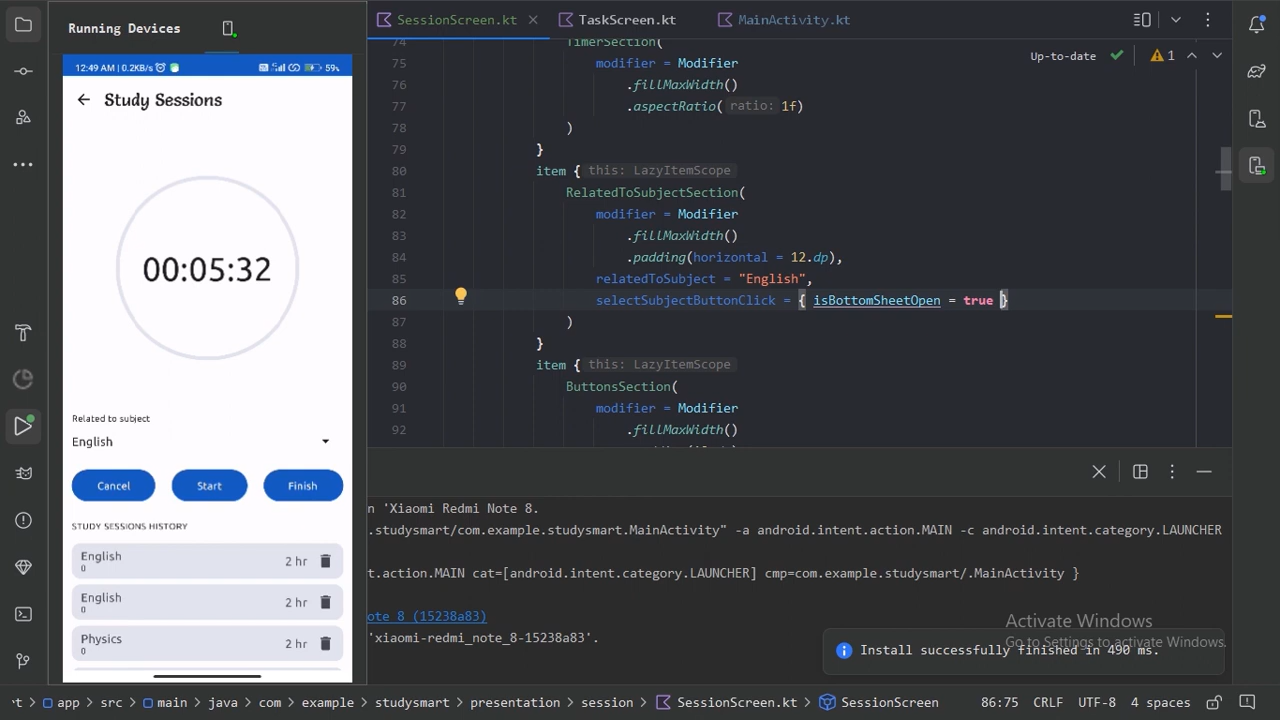 Running Devices
12:49 AM | 0.2KB/s
59%
Study Sessions
00:05:32
Related to subject
English
Cancel
Start
Finish
STUDY SESSIONS HISTORY
English
0
2 hr
English
0
2 hr
Physics
0
2 hr
SessionScreen.kt
TaskScreen.kt
MainActivity.kt
Up-to-date
1
74 TimerSection(
75 modifier = Modifier
76 .fillMaxWidth()
77 .aspectRatio( ratio: 1f)
78 )
79 }
80 item { this: LazyItemScope
81 RelatedToSubjectSection(
82 modifier = Modifier
83 .fillMaxWidth()
84 .padding(horizontal = 12.dp),
85 relatedToSubject = "English",
86 selectSubjectButtonClick = { isBottomSheetOpen = true }
87 )
88 }
89 item { this: LazyItemScope
90 ButtonsSection(
91 modifier = Modifier
92 .fillMaxWidth()
n 'Xiaomi Redmi Note 8.
.example.studysmart/com.example.studysmart.MainActivity" -a android.intent.action.MAIN -c android.intent.category.LAUNCHER
t.action.MAIN cat=[android.intent.category.LAUNCHER] cmp=com.example.studysmart/.MainActivity }
ote 8 (15238a83)
'xiaomi-redmi_note_8-15238a83'.
Activate Windows
Go to Settings to activate Windows.
Install successfully finished in 490 ms.
app
src
main
java
com
example
studysmart
presentation
session
SessionScreen.kt
SessionScreen
86:75
CRLF
UTF-8
4 spaces